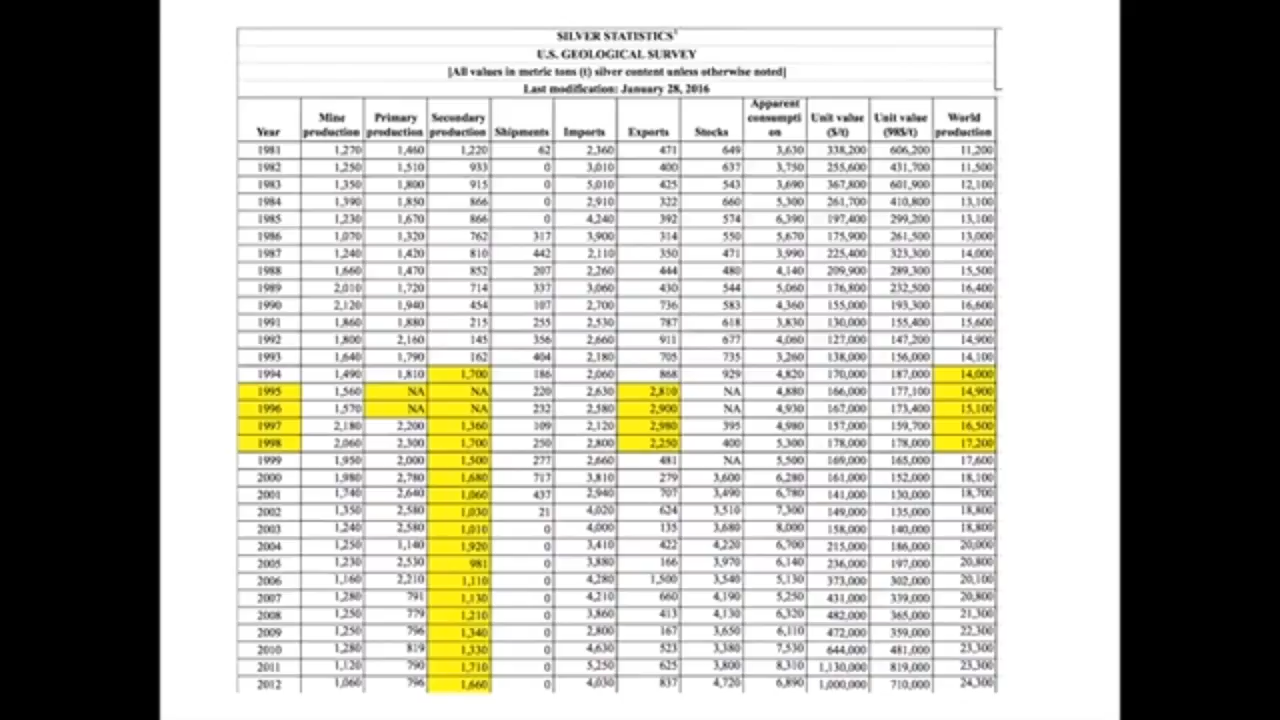 SILVER STATISTICS¹
U.S. GEOLOGICAL SURVEY
[All values in metric tons (t) silver content unless otherwise noted]
Last modification: January 28, 2016
Year Mine production Primary production Secondary production Shipments Imports Exports Stocks Apparent consumpti on Unit value ($/t) Unit value (98$/t) World production
1981 1,270 1,460 1,220 62 2,360 471 649 3,630 338,200 606,200 11,200
1982 1,250 1,510 933 0 3,010 400 637 3,750 255,600 431,700 11,500
1983 1,350 1,800 915 0 5,010 425 543 3,690 367,800 601,900 12,100
1984 1,390 1,850 866 0 2,910 322 660 5,300 261,700 410,800 13,100
1985 1,230 1,670 866 0 4,240 392 574 6,390 197,400 299,200 13,100
1986 1,070 1,320 762 317 3,900 314 550 5,670 175,900 261,500 13,000
1987 1,240 1,420 810 442 2,110 350 471 3,990 225,400 323,300 14,000
1988 1,660 1,470 852 207 2,260 444 480 4,140 209,900 289,300 15,500
1989 2,010 1,720 714 337 3,060 430 544 5,060 176,800 232,500 16,400
1990 2,120 1,940 454 107 2,700 736 583 4,360 155,000 193,300 16,600
1991 1,860 1,880 215 255 2,530 787 618 3,830 130,000 155,400 15,600
1992 1,800 2,160 145 356 2,660 911 677 4,060 127,000 147,200 14,900
1993 1,640 1,790 162 404 2,180 705 735 3,260 138,000 156,000 14,100
1994 1,490 1,810 1,700 186 2,060 868 929 4,820 170,000 187,000 14,000
1995 1,560 NA NA 220 2,630 2,810 NA 4,880 166,000 177,100 14,900
1996 1,570 NA NA 232 2,580 2,900 NA 4,930 167,000 173,400 15,100
1997 2,180 2,200 1,360 109 2,120 2,980 395 4,980 157,000 159,700 16,500
1998 2,060 2,300 1,700 250 2,800 2,250 400 5,300 178,000 178,000 17,200
1999 1,950 2,000 1,500 277 2,660 481 NA 5,500 169,000 165,000 17,600
2000 1,980 2,780 1,680 717 3,810 279 3,600 6,280 161,000 152,000 18,100
2001 1,740 2,640 1,060 437 2,940 707 3,490 6,780 141,000 130,000 18,700
2002 1,350 2,580 1,030 21 4,020 624 3,510 7,300 149,000 135,000 18,800
2003 1,240 2,580 1,010 0 4,000 135 3,680 8,000 158,000 140,000 18,800
2004 1,250 1,140 1,920 0 3,410 422 4,220 6,700 215,000 186,000 20,000
2005 1,230 2,530 981 0 3,880 166 3,970 6,140 236,000 197,000 20,800
2006 1,160 2,210 1,110 0 4,280 1,500 3,540 5,130 373,000 302,000 20,100
2007 1,280 791 1,130 0 4,210 660 4,190 5,250 431,000 339,000 20,800
2008 1,250 779 1,210 0 3,860 413 4,130 6,320 482,000 365,000 21,300
2009 1,250 796 1,340 0 2,800 167 3,650 6,110 472,000 359,000 22,300
2010 1,280 819 1,330 0 4,630 523 3,380 7,530 644,000 481,000 23,300
2011 1,120 790 1,710 0 5,250 625 3,800 8,310 1,130,000 819,000 23,300
2012 1,060 796 1,660 0 4,030 837 4,720 6,890 1,000,000 710,000 24,300